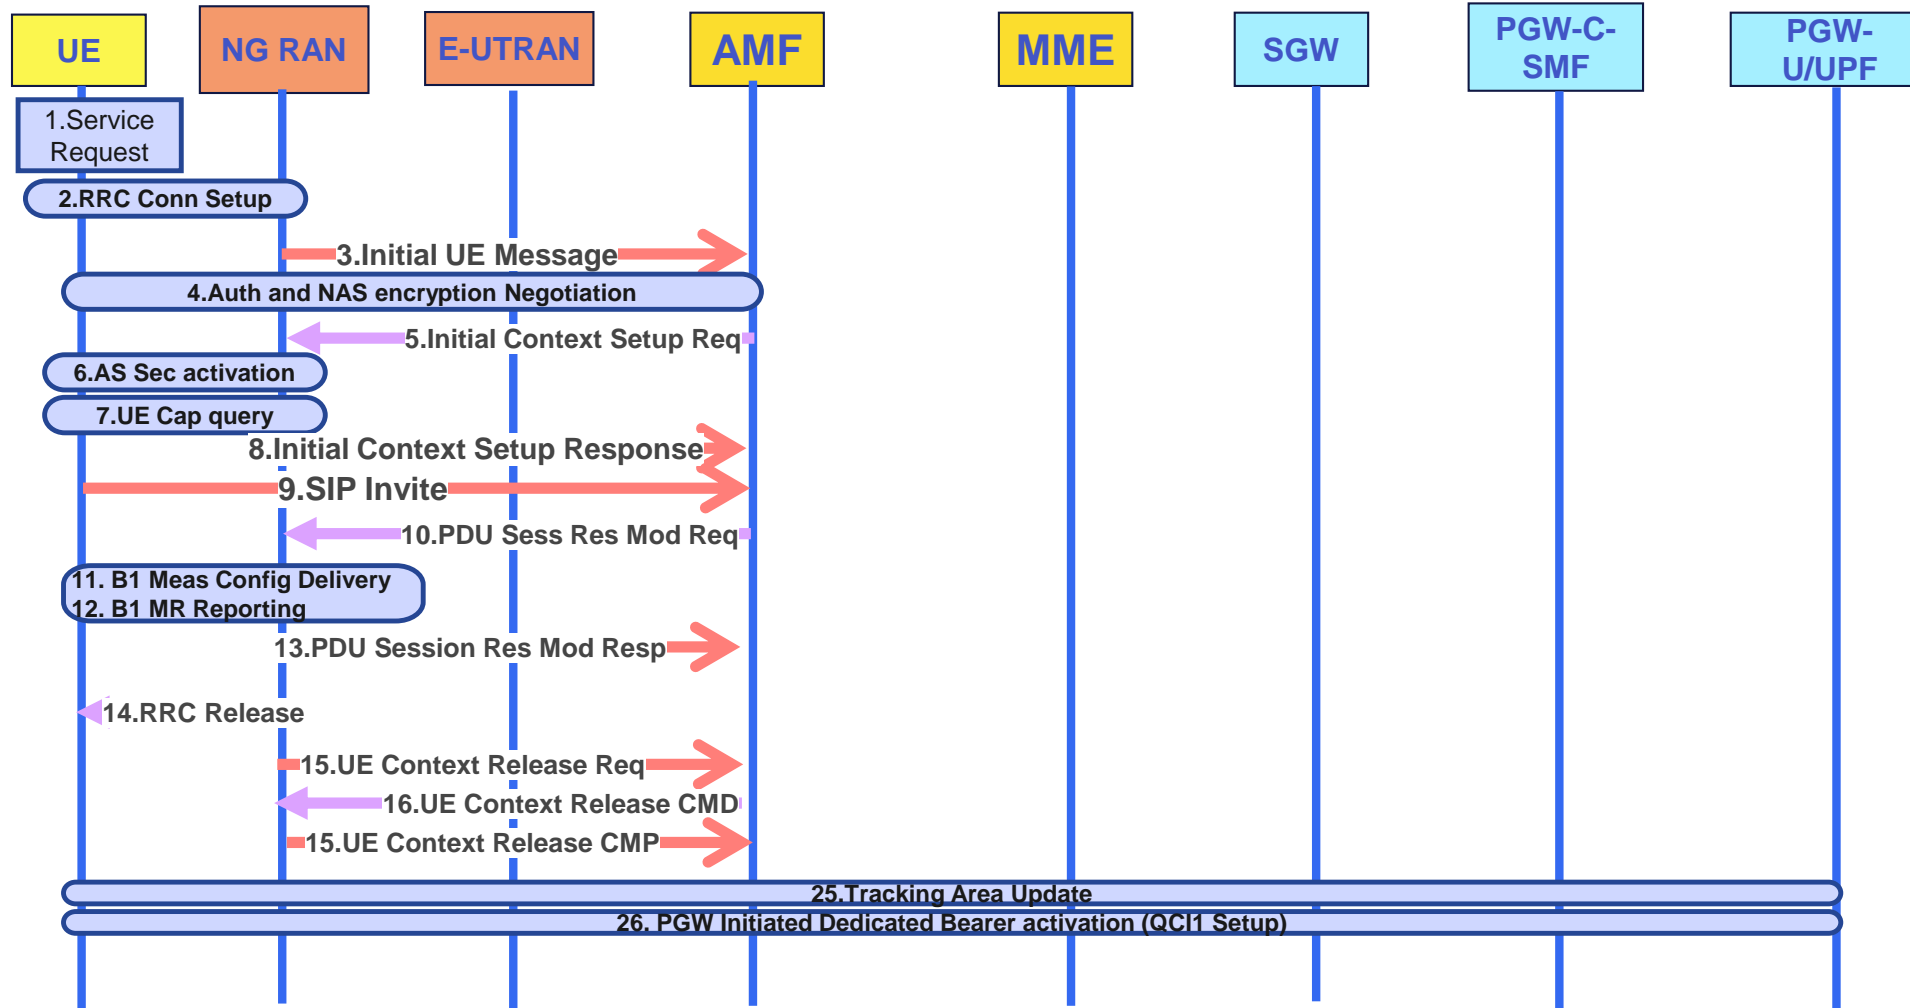 UE
NG RAN
E-UTRAN
AMF
MME
SGW
PGW-C-
SMF
PGW-
U/UPF
1.Service
Request
2.RRC Conn Setup
3.Initial UE Message
4.Auth and NAS encryption Negotiation
5.Initial Context Setup Req
6.AS Sec activation
7.UE Cap query
8.Initial Context Setup Response
9.SIP Invite
10.PDU Sess Res Mod Req
11. B1 Meas Config Delivery
12. B1 MR Reporting
13.PDU Session Res Mod Resp
14.RRC Release
15.UE Context Release Req
16.UE Context Release CMD
15.UE Context Release CMP
25.Tracking Area Update
26. PGW Initiated Dedicated Bearer activation (QCI1 Setup)